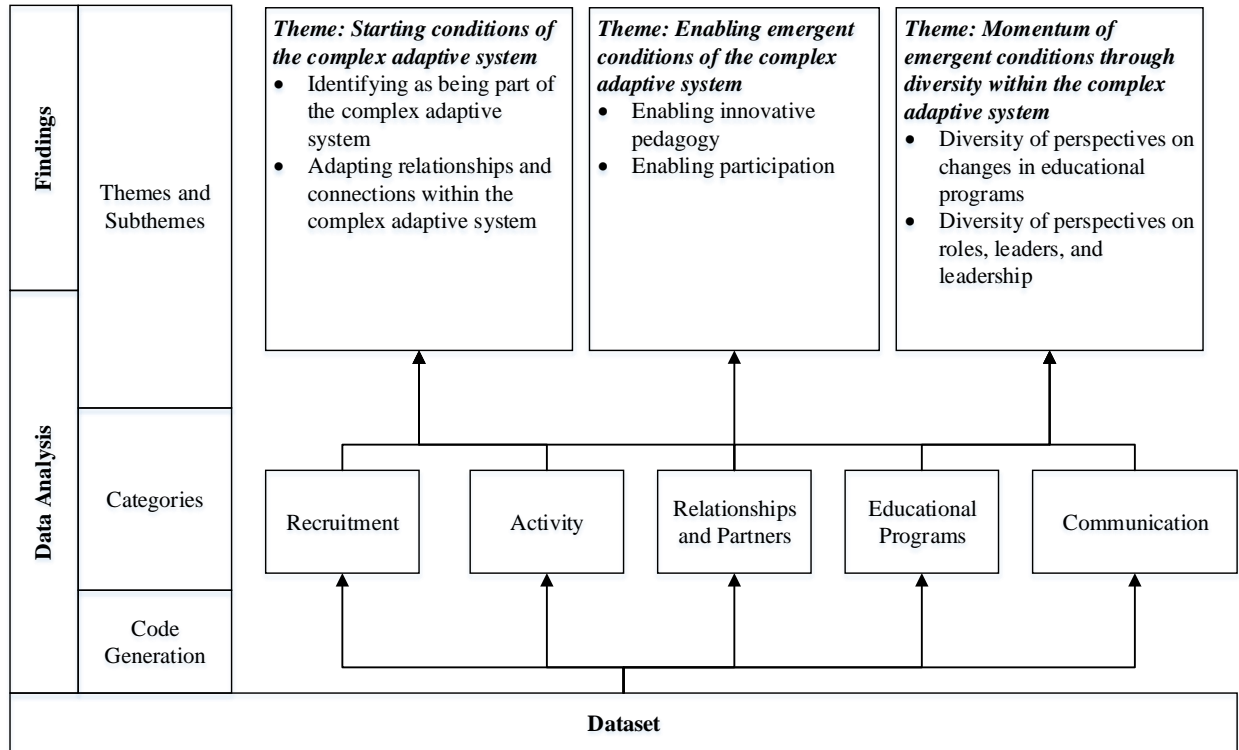 Findings
Themes and
Subthemes
Theme: Starting conditions of
the complex adaptive system
• Identifying as being part of
the complex adaptive
system
• Adapting relationships and
connections within the
complex adaptive system
Theme: Enabling emergent
conditions of the complex
adaptive system
• Enabling innovative
pedagogy
• Enabling participation
Theme: Momentum of
emergent conditions through
diversity within the complex
adaptive system
• Diversity of perspectives on
changes in educational
programs
• Diversity of perspectives on
roles, leaders, and
leadership
Data Analysis
Categories
Recruitment
Activity
Relationships
and Partners
Educational
Programs
Communication
Code
Generation
Dataset